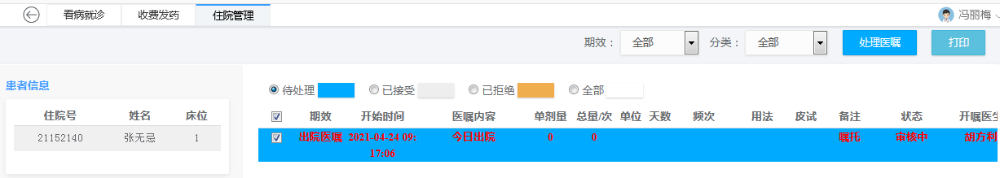 看病就诊 收费发药 住院管理 冯丽梅
期效： 全部 分类： 全部 处理医嘱 打印
患者信息
住院号 姓名 床位
21152140 张无忌 1
待处理 已接受 已拒绝 全部
期效 开始时间 医嘱内容 单剂量 总量/次 单位 天数 频次 用法 皮试 备注 状态 开嘱医生
出院医嘱 2021-04-24 09: 今日出院 0 0 嘱托 审核中 胡方利
17:06